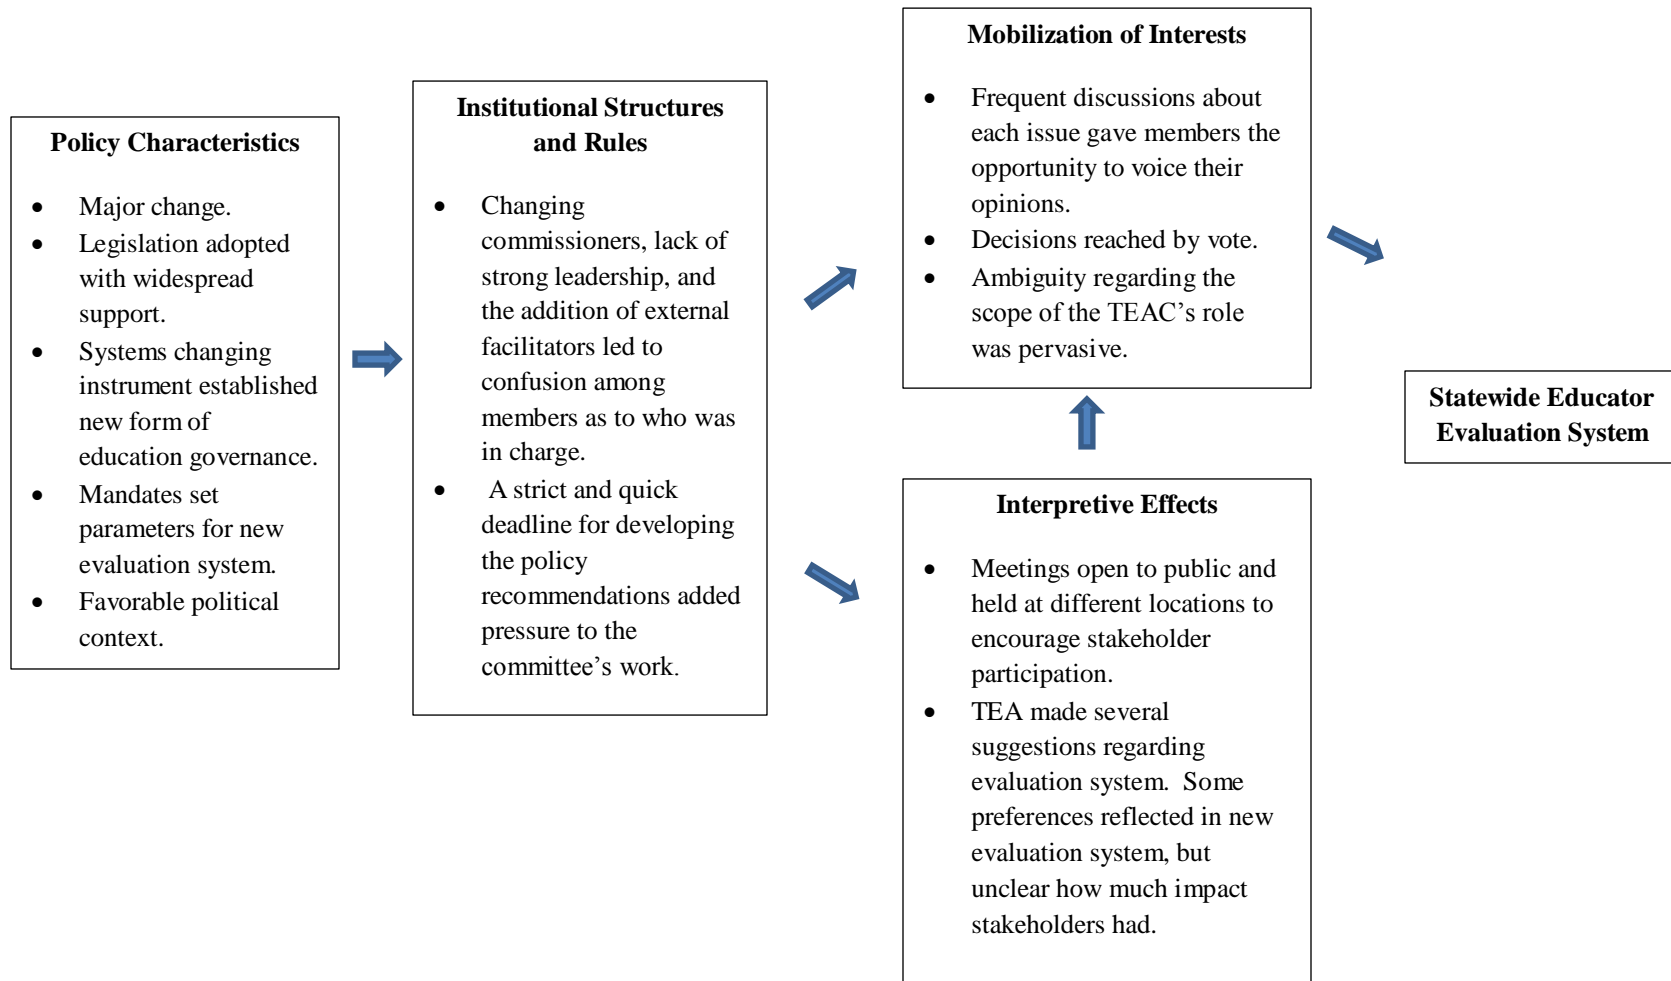 Policy Characteristics
• Major change.
• Legislation adopted
with widespread
support.
• Systems changing
instrument established
new form of
education governance.
• Mandates set
parameters for new
evaluation system.
• Favorable political
context.
Institutional Structures
and Rules
• Changing
commissioners, lack of
strong leadership, and
the addition of external
facilitators led to
confusion among
members as to who was
in charge.
• A strict and quick
deadline for developing
the policy
recommendations added
pressure to the
committee’s work.
Mobilization of Interests
• Frequent discussions about
each issue gave members the
opportunity to voice their
opinions.
• Decisions reached by vote.
• Ambiguity regarding the
scope of the TEAC’s role
was pervasive.
Interpretive Effects
• Meetings open to public and
held at different locations to
encourage stakeholder
participation.
• TEA made several
suggestions regarding
evaluation system.  Some
preferences reflected in new
evaluation system, but
unclear how much impact
stakeholders had.
Statewide Educator
Evaluation System